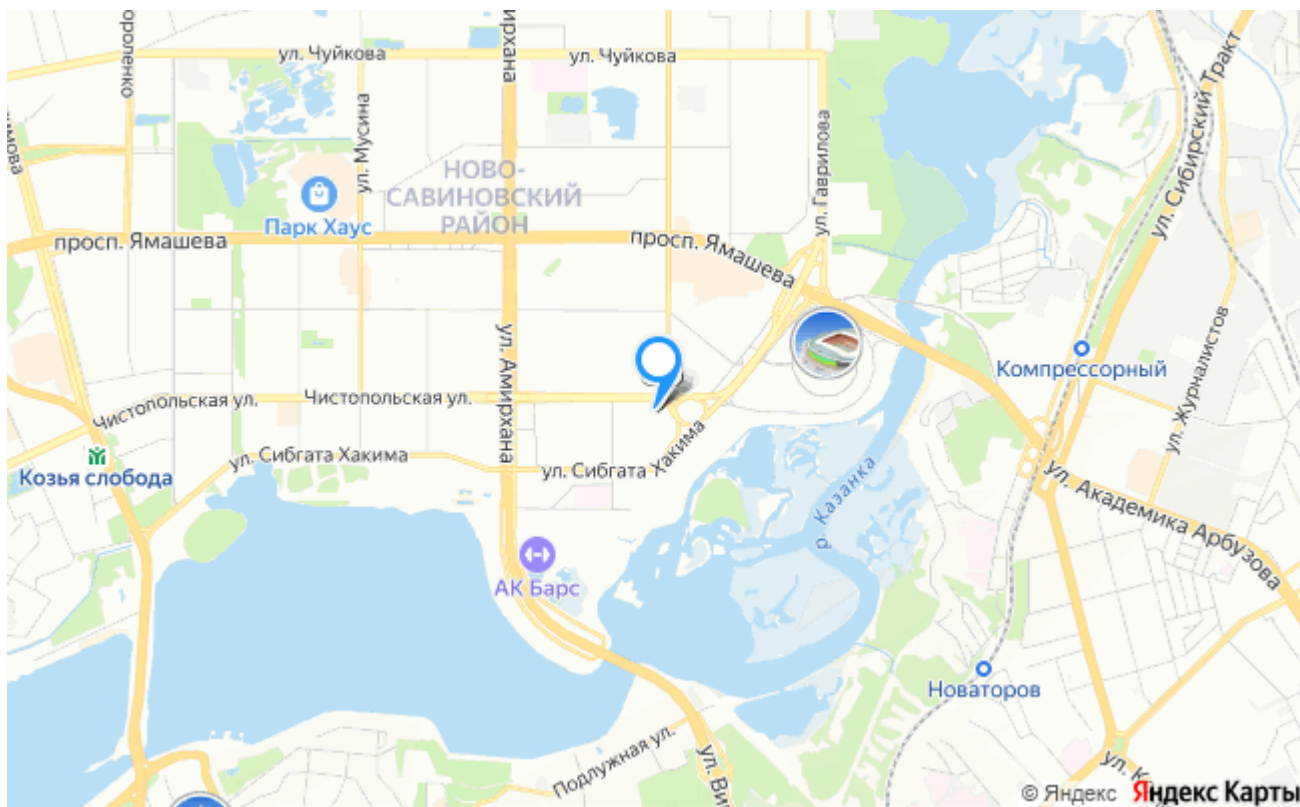 ул. Чуйкова
ул. Чуйкова
ул. Мусина
ул. Гаврилова
ул. Сибирский Тракт
НОВО-
САВИНОВСКИЙ
РАЙОН
Парк Хаус
просп. Ямашева
просп. Ямашева
ул. Амирхана
ул. Журналистов
Компрессорный
Чистопольская ул.
Чистопольская ул.
Козья слобода
ул. Сибгата Хакима
ул. Сибгата Хакима
р. Казанка
ул. Академика Арбузова
АК Барс
Новаторов
Подлужная ул.
© Яндекс Яндекс Карты